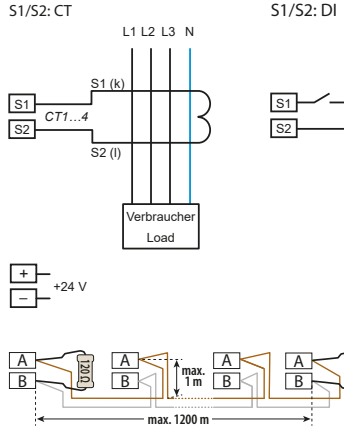 S1/S2: CT
S1/S2: DI
L1 L2 L3 N
S1 (k)
S1
CT1...4
S2
S2 (l)
S1
S2
Verbraucher
Load
+
+24 V
–
A
B
120 Ω
A
B
max.
1 m
A
B
A
B
max. 1200 m